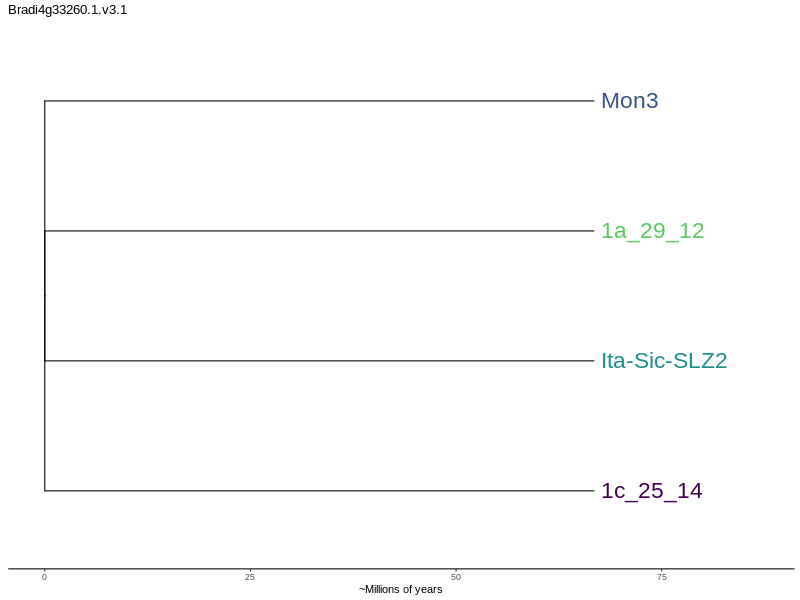 Bradi4g33260.1.v3.1
Mon3
1a_29_12
Ita-Sic-SLZ2
1c_25_14
0 25 50 75
~Millions of years